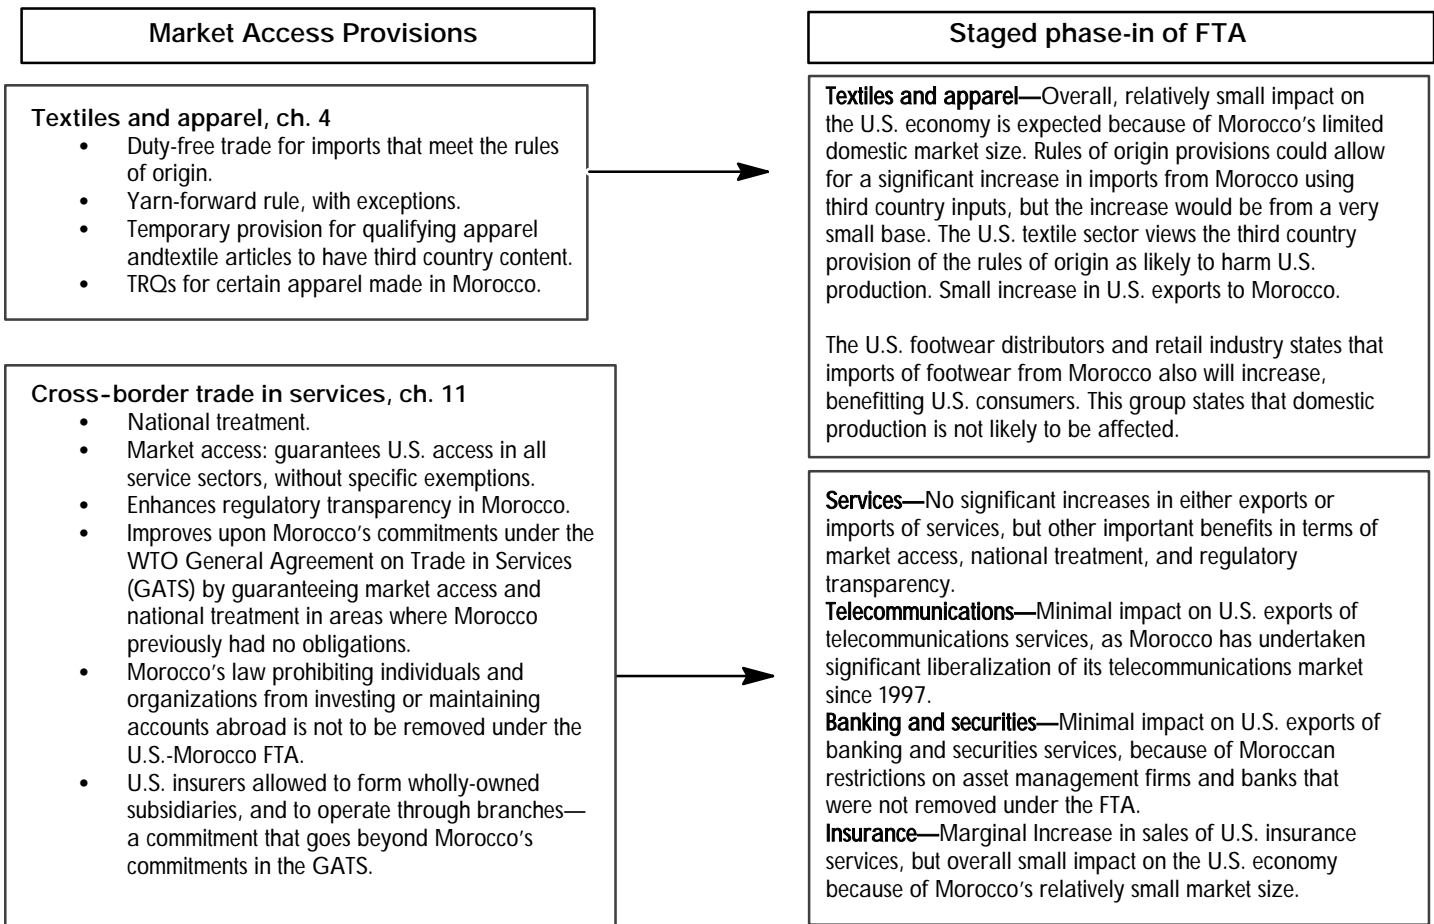 Market Access Provisions
Textiles and apparel, ch. 4
• Duty-free trade for imports that meet the rules
of origin.
• Yarn-forward rule, with exceptions.
• Temporary provision for qualifying apparel
andtextile articles to have third country content.
• TRQs for certain apparel made in Morocco.
Cross-border trade in services, ch. 11
• National treatment.
• Market access: guarantees U.S. access in all
service sectors, without specific exemptions.
• Enhances regulatory transparency in Morocco.
• Improves upon Morocco's commitments under the
WTO General Agreement on Trade in Services
(GATS) by guaranteeing market access and
national treatment in areas where Morocco
previously had no obligations.
• Morocco's law prohibiting individuals and
organizations from investing or maintaining
accounts abroad is not to be removed under the
U.S.-Morocco FTA.
• U.S. insurers allowed to form wholly-owned
subsidiaries, and to operate through branches—
a commitment that goes beyond Morocco's
commitments in the GATS.
Staged phase-in of FTA
Textiles and apparel—Overall, relatively small impact on
the U.S. economy is expected because of Morocco's limited
domestic market size. Rules of origin provisions could allow
for a significant increase in imports from Morocco using
third country inputs, but the increase would be from a very
small base. The U.S. textile sector views the third country
provision of the rules of origin as likely to harm U.S.
production. Small increase in U.S. exports to Morocco.
The U.S. footwear distributors and retail industry states that
imports of footwear from Morocco also will increase,
benefitting U.S. consumers. This group states that domestic
production is not likely to be affected.
Services—No significant increases in either exports or
imports of services, but other important benefits in terms of
market access, national treatment, and regulatory
transparency.
Telecommunications—Minimal impact on U.S. exports of
telecommunications services, as Morocco has undertaken
significant liberalization of its telecommunications market
since 1997.
Banking and securities—Minimal impact on U.S. exports of
banking and securities services, because of Moroccan
restrictions on asset management firms and banks that
were not removed under the FTA.
Insurance—Marginal Increase in sales of U.S. insurance
services, but overall small impact on the U.S. economy
because of Morocco's relatively small market size.